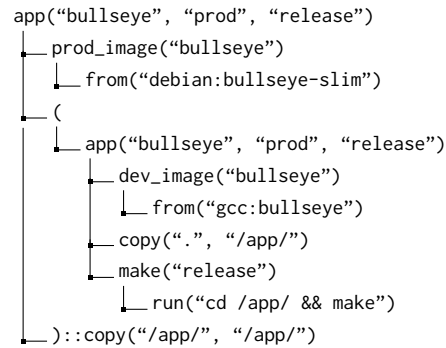 app(“bullseye”, “prod”, “release”)
prod_image(“bullseye”)
from(“debian:bullseye-slim”)
(
app(“bullseye”, “prod”, “release”)
dev_image(“bullseye”)
from(“gcc:bullseye”)
copy(“.”, “/app/”)
make(“release”)
run(“cd /app/ && make”)
)::copy(“/app/”, “/app/”)